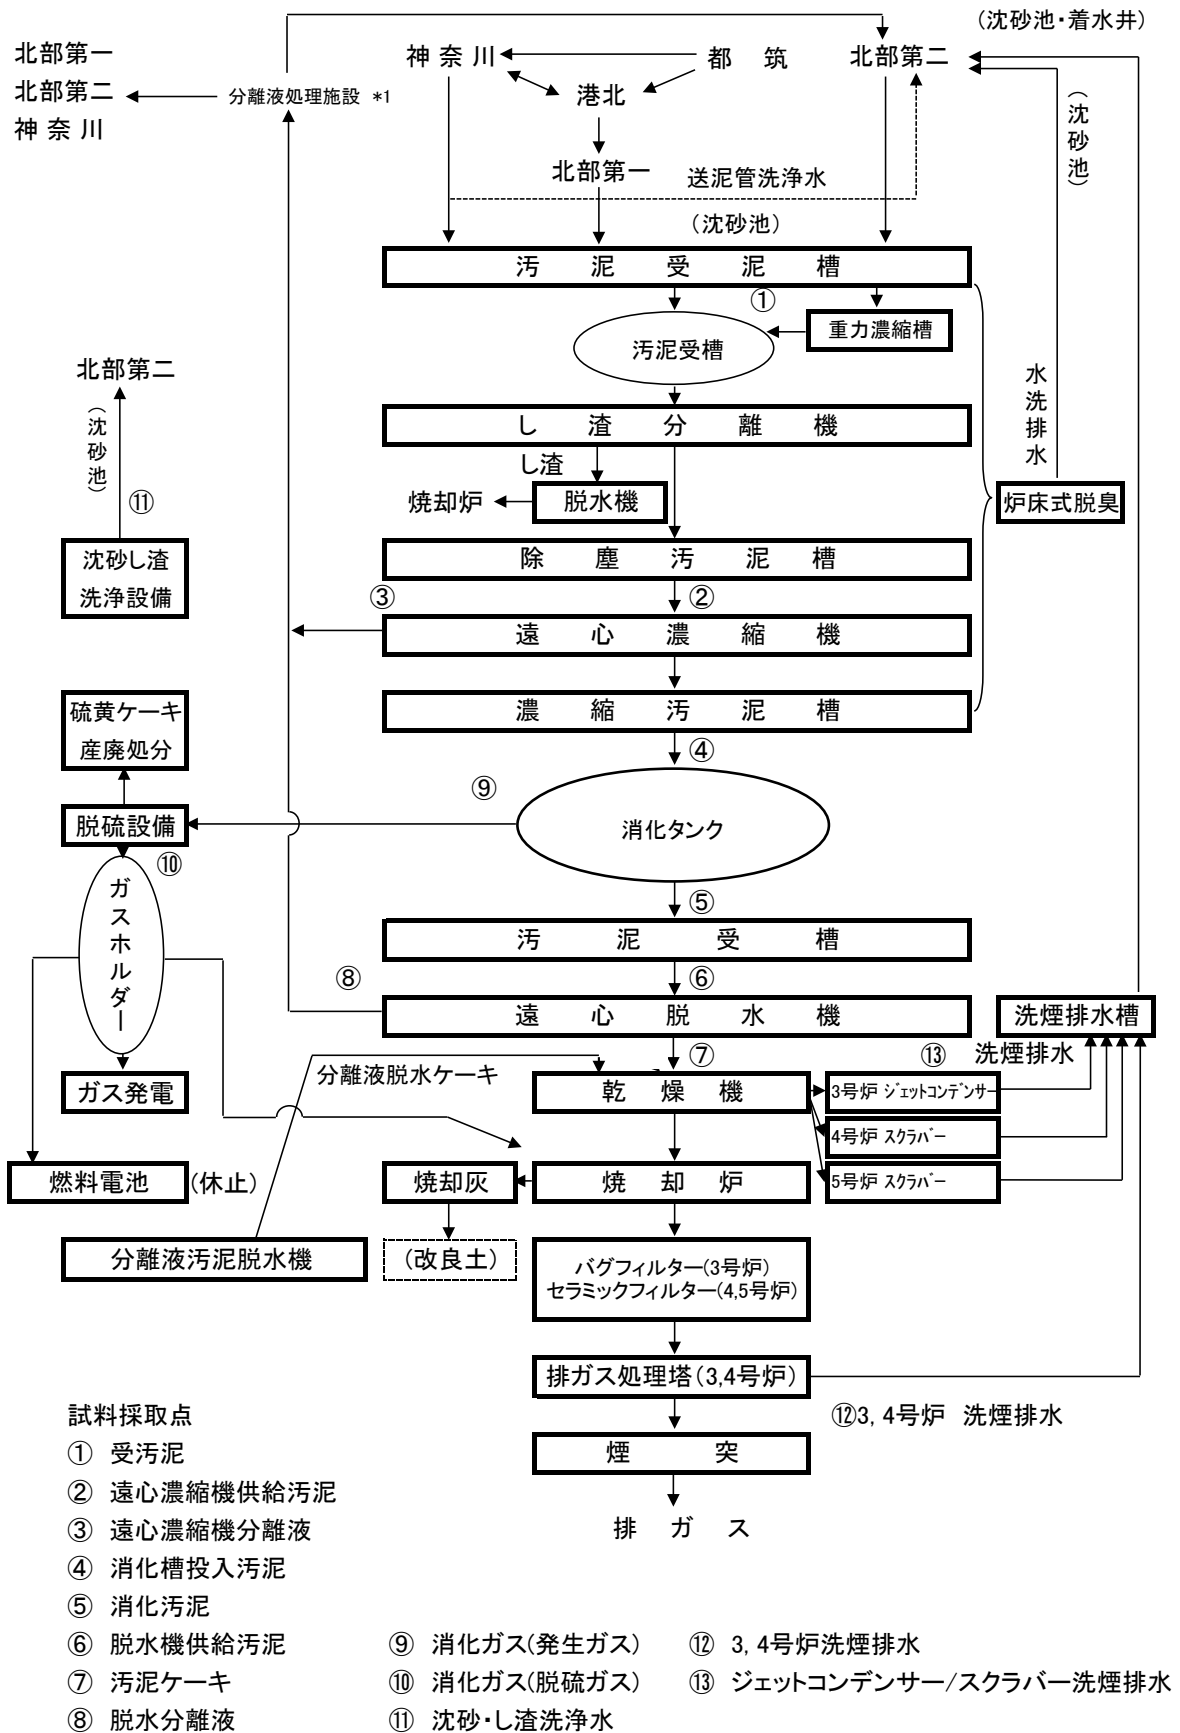 (沈砂池・着水井)
北部第一
北部第二
神 奈 川
分離液処理施設 *1
神 奈 川
都 筑
北部第二
港北
(沈砂池)
北部第一
送泥管洗浄水
(沈砂池)
汚 泥 受 泥 槽
①
重力濃縮槽
汚泥受槽
北部第二
(沈砂池)
⑪
水洗排水
し 渣 分 離 機
し渣
焼却炉
脱水機
炉床式脱臭
沈砂し渣
洗浄設備
除 塵 汚 泥 槽
③
②
遠 心 濃 縮 機
硫黄ケーキ
産廃処分
濃 縮 汚 泥 槽
④
⑨
脱硫設備
消化タンク
⑩
ガスホルダー
⑤
汚 泥 受 槽
⑧
⑥
遠 心 脱 水 機
洗煙排水槽
⑦
⑬
洗煙排水
ガス発電
分離液脱水ケーキ
乾 燥 機
3号炉 ジェットコンデンサー
4号炉 スクラバー
燃料電池
(休止)
焼却灰
焼 却 炉
5号炉 スクラバー
分離液汚泥脱水機
(改良土)
バグフィルター(3号炉)
セラミックフィルター(4,5号炉)
排ガス処理塔(3,4号炉)
⑫3, 4号炉 洗煙排水
煙 突
排 ガ ス
試料採取点
① 受汚泥
② 遠心濃縮機供給汚泥
③ 遠心濃縮機分離液
④ 消化槽投入汚泥
⑤ 消化汚泥
⑥ 脱水機供給汚泥
⑦ 汚泥ケーキ
⑧ 脱水分離液
⑨ 消化ガス(発生ガス)
⑩ 消化ガス(脱硫ガス)
⑪ 沈砂・し渣洗浄水
⑫ 3, 4号炉洗煙排水
⑬ ジェットコンデンサー/スクラバー洗煙排水